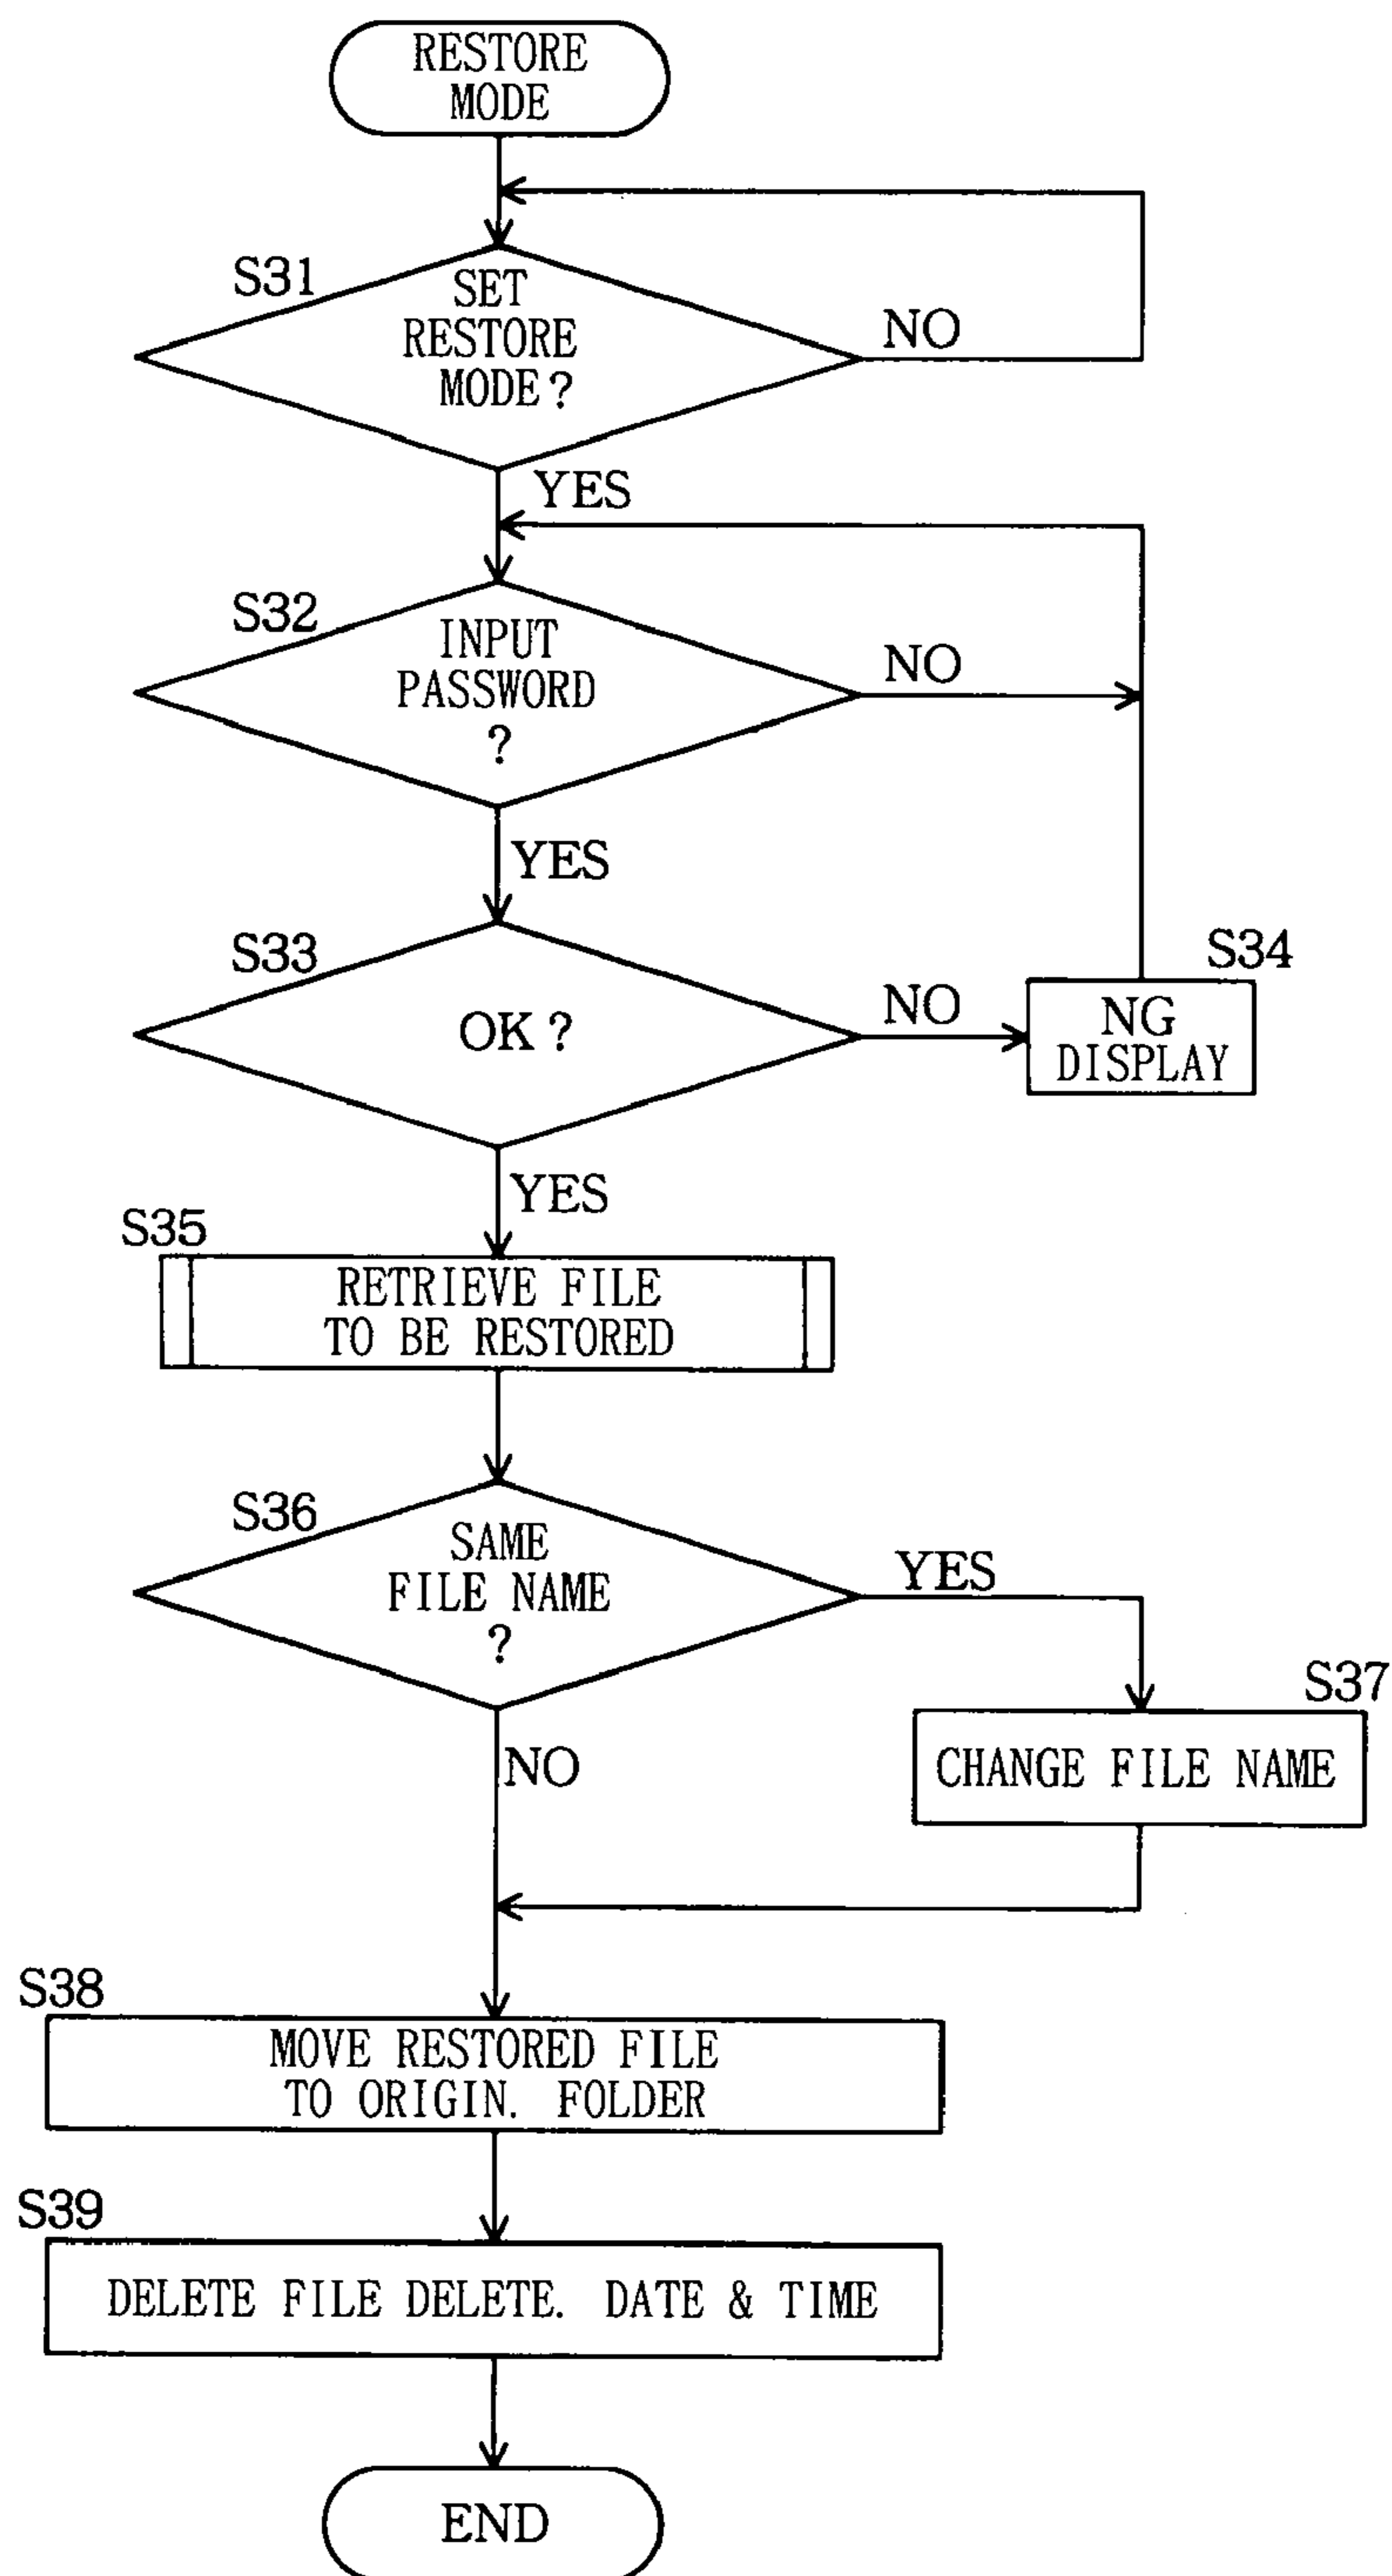 RESTORE
MODE
S31
SET
RESTORE
MODE?
NO
YES
S32
INPUT
PASSWORD
?
NO
YES
S33
OK?
NO
S34
NG
DISPLAY
YES
S35
RETRIEVE FILE
TO BE RESTORED
S36
SAME
FILE NAME
?
YES
S37
CHANGE FILE NAME
NO
S38
MOVE RESTORED FILE
TO ORIGIN. FOLDER
S39
DELETE FILE DELETE. DATE & TIME
END